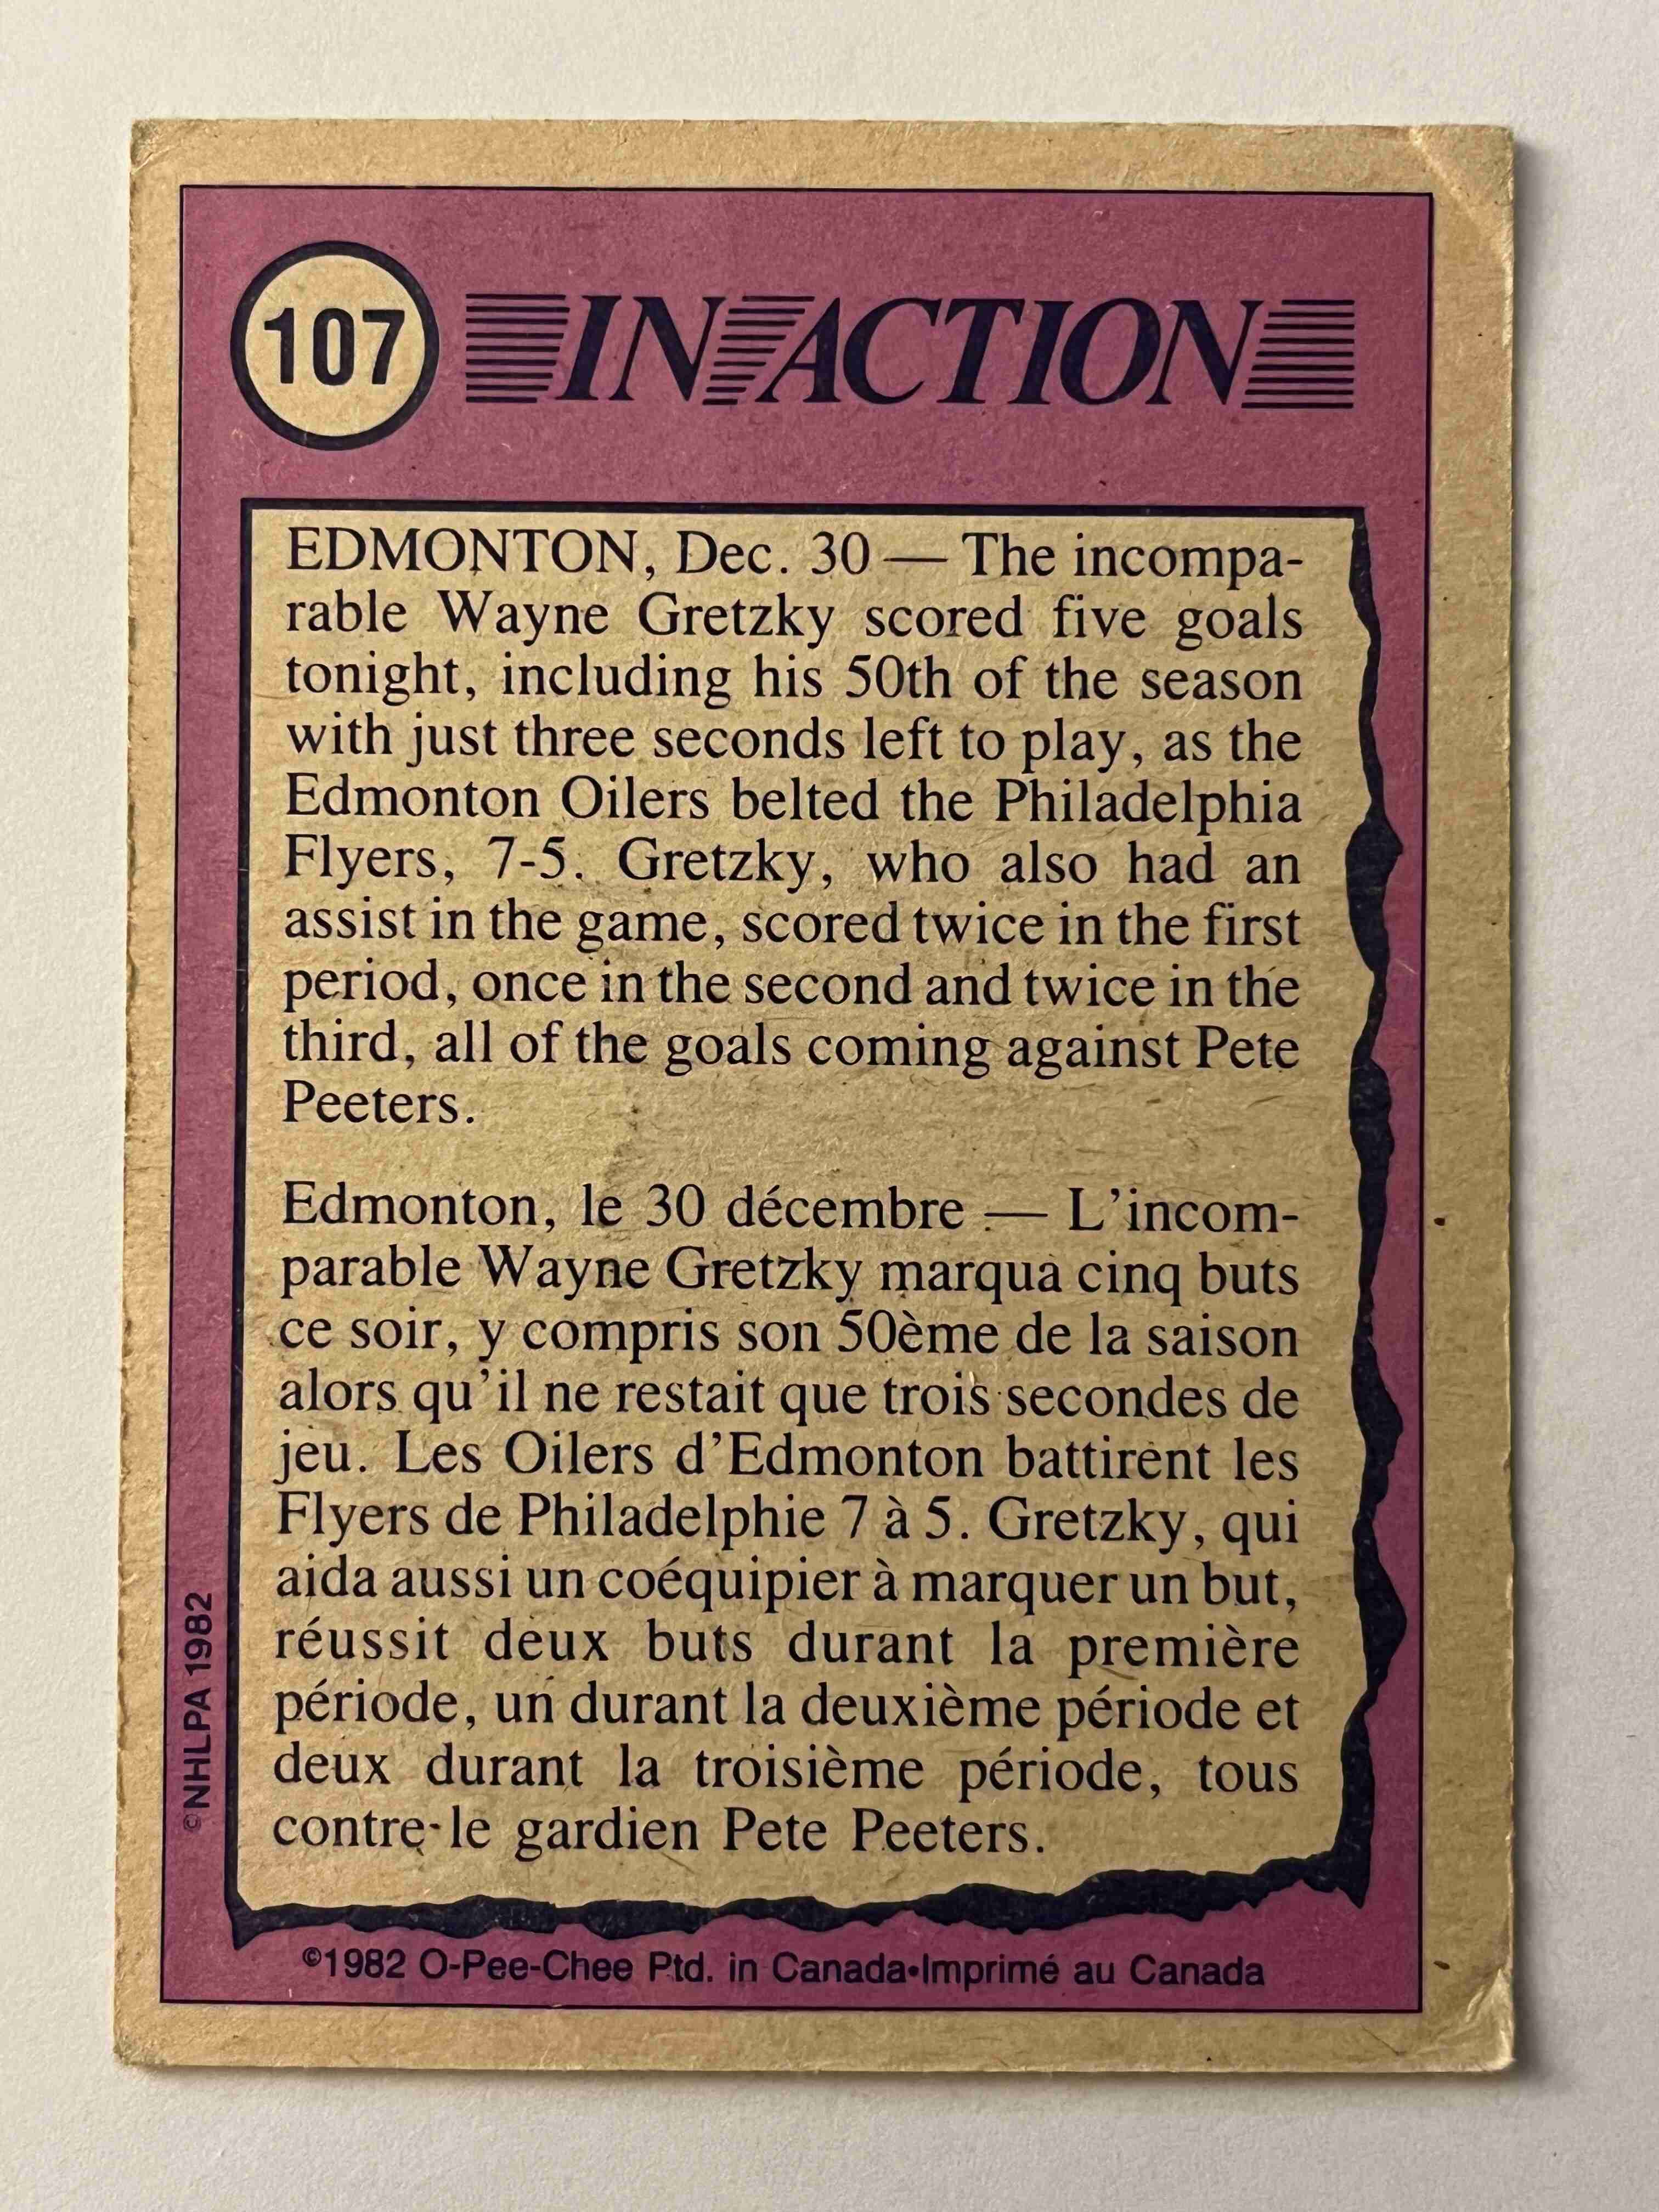 107 IN ACTION
EDMONTON, Dec. 30 — The incompa-
rable Wayne Gretzky scored five goals
tonight, including his 50th of the season
with just three seconds left to play, as the
Edmonton Oilers belted the Philadelphia
Flyers, 7-5. Gretzky, who also had an
assist in the game, scored twice in the first
period, once in the second and twice in the
third, all of the goals coming against Pete
Peeters.
Edmonton, le 30 décembre — L'incom-
parable Wayne Gretzky marqua cinq buts
ce soir, y compris son 50ème de la saison
alors qu'il ne restait que trois secondes de
jeu. Les Oilers d'Edmonton battirent les
Flyers de Philadelphie 7 à 5. Gretzky, qui
aida aussi un coéquipier à marquer un but,
réussit deux buts durant la première
période, un durant la deuxième période et
deux durant la troisième période, tous
contre le gardien Pete Peeters.
©NHLPA 1982
©1982 O-Pee-Chee Ptd. in Canada•Imprimé au Canada